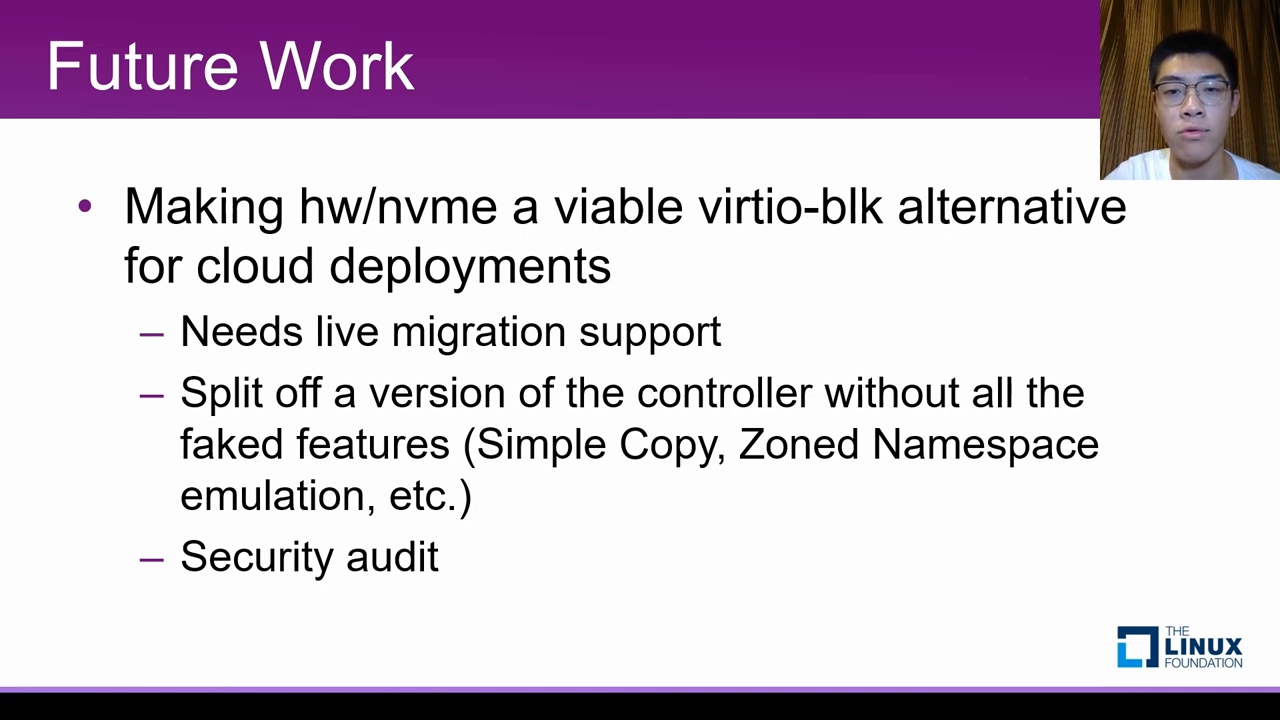 Future Work
• Making hw/nvme a viable virtio-blk alternative
for cloud deployments
– Needs live migration support
– Split off a version of the controller without all the
faked features (Simple Copy, Zoned Namespace
emulation, etc.)
– Security audit
THE
LINUX
FOUNDATION